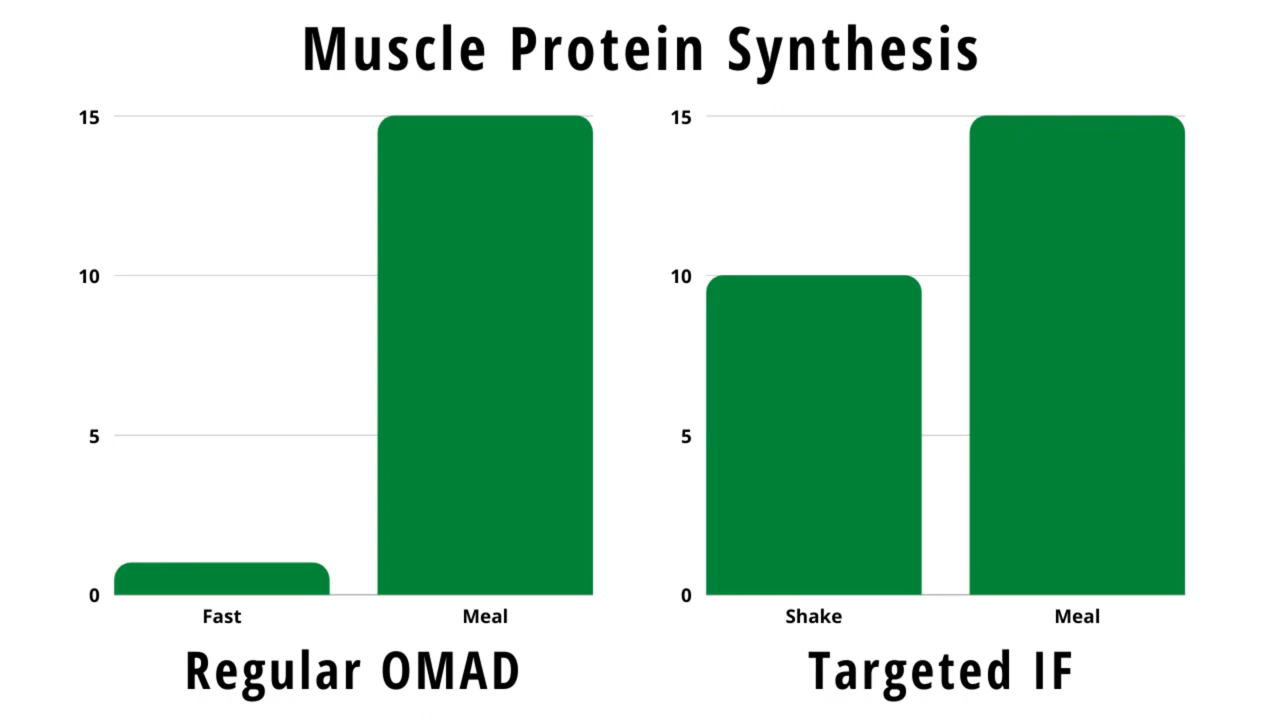 Muscle Protein Synthesis
15
10
5
0
Fast Meal
Regular OMAD
15
10
5
0
Shake Meal
Targeted IF